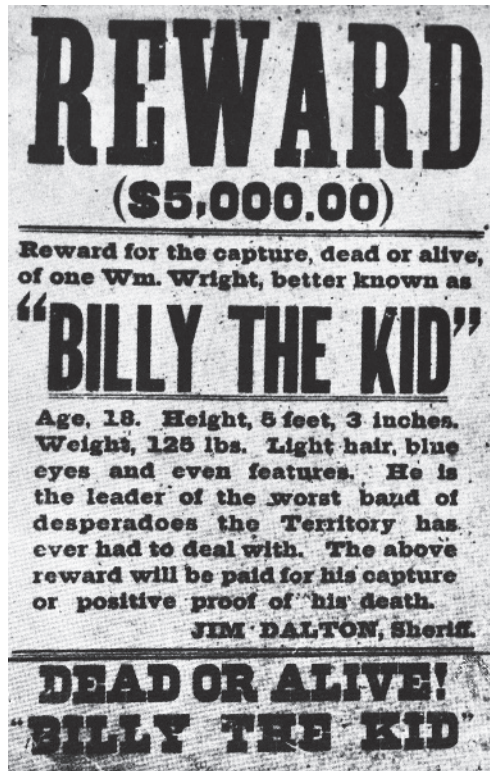 REWARD
($5,000.00)
Reward for the capture, dead or alive,
of one Wm. Wright, better known as
"BILLY THE KID"
Age, 18. Height, 5 feet, 3 inches.
Weight, 125 lbs. Light hair, blue
eyes and even features. He is
the leader of the worst band of
desperadoes the Territory has
ever had to deal with. The above
reward will be paid for his capture
or positive proof of his death.
JIM DALTON, Sheriff.
DEAD OR ALIVE!
"BILLY THE KID"